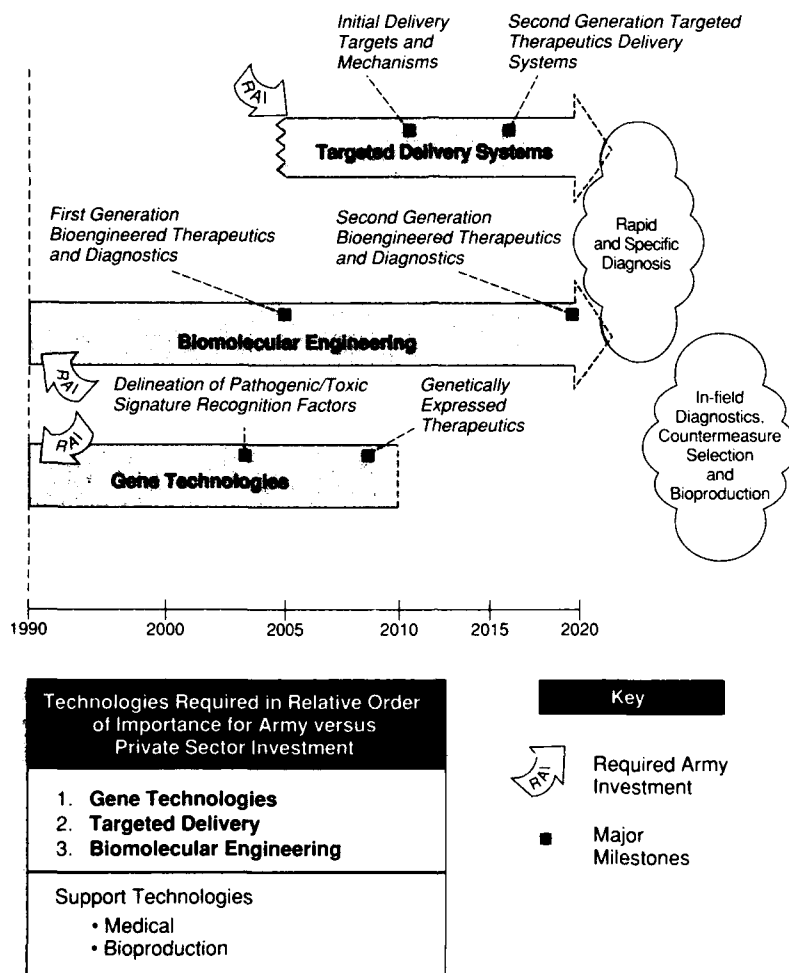 Initial Delivery
Targets and
Mechanisms
Second Generation Targeted
Therapeutics Delivery
Systems
RAI
Targeted Delivery Systems
First Generation
Bioengineered Therapeutics
and Diagnostics
Second Generation
Bioengineered Therapeutics
and Diagnostics
Rapid
and Specific
Diagnosis
Biomolecular Engineering
RAI
Delineation of Pathogenic/Toxic
Signature Recognition Factors
Genetically
Expressed
Therapeutics
RAI
Gene Technologies
In-field
Diagnostics.
Countermeasure
Selection
and
Bioproduction
1990 2000 2005 2010 2015 2020
Technologies Required in Relative Order
of Importance for Army versus
Private Sector Investment
1. Gene Technologies
2. Targeted Delivery
3. Biomolecular Engineering
Support Technologies
• Medical
• Bioproduction
Key
RAI
Required Army
Investment
Major
Milestones